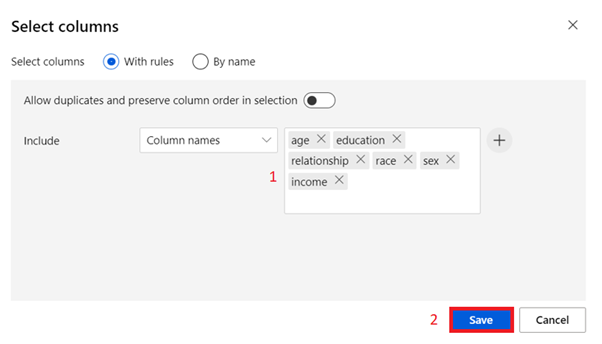 Select columns
Select columns With rules By name
Allow duplicates and preserve column order in selection
Include Column names age education
relationship race sex
1 income
2 Save Cancel